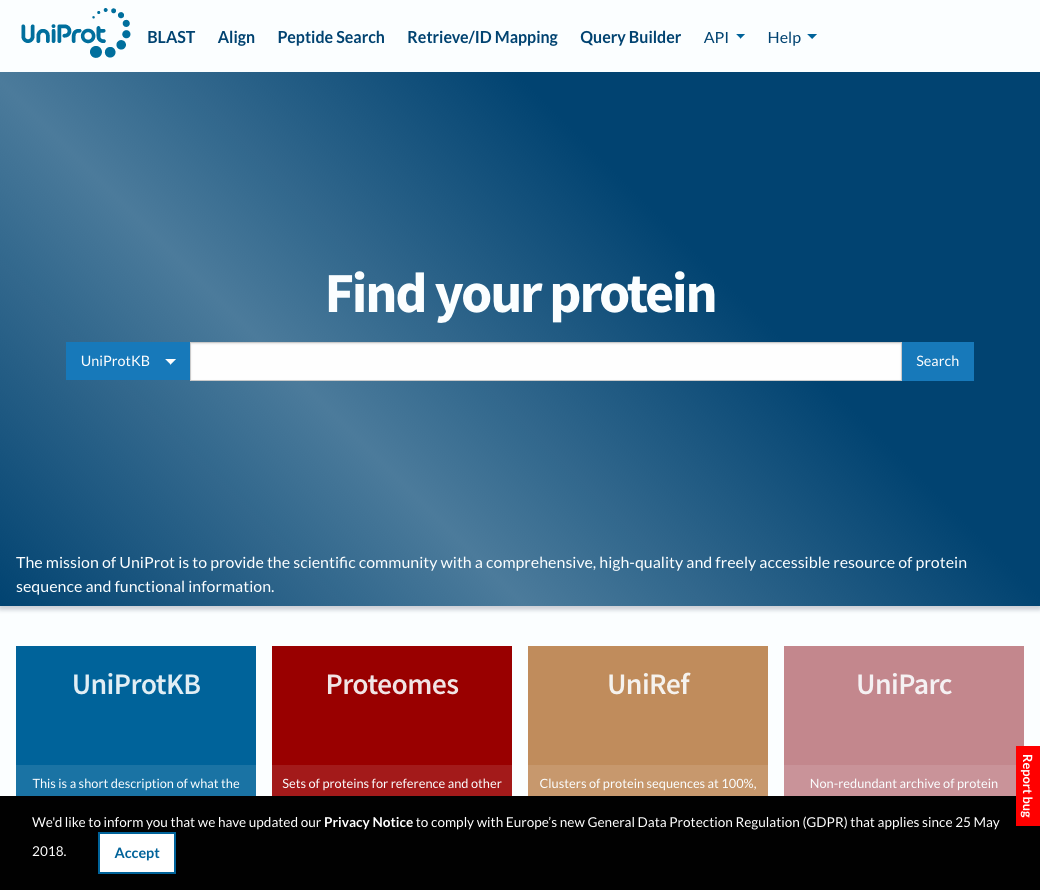 UniProt BLAST Align Peptide Search Retrieve/ID Mapping Query Builder API Help
Find your protein
UniProtKB Search
The mission of UniProt is to provide the scientific community with a comprehensive, high-quality and freely accessible resource of protein
sequence and functional information.
UniProtKB Proteomes UniRef UniParc
This is a short description of what the Sets of proteins for reference and other Clusters of protein sequences at 100%, Non-redundant archive of protein
Report bug
We'd like to inform you that we have updated our Privacy Notice to comply with Europe's new General Data Protection Regulation (GDPR) that applies since 25 May
2018. Accept